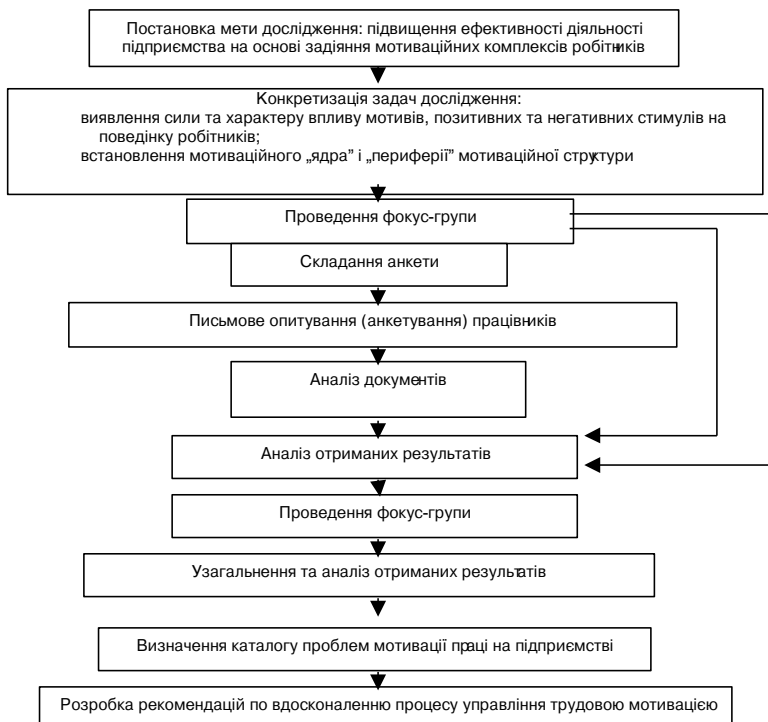 Постановка мети дослідження: підвищення ефективності діяльності
підприємства на основі задіяння мотиваційних комплексів робітників
Конкретизація задач дослідження:
виявлення сили та характеру впливу мотивів, позитивних та негативних стимулів на
поведінку робітників;
встановлення мотиваційного „ядра” і „периферії” мотиваційної структури
Проведення фокус-групи
Складання анкети
Письмове опитування (анкетування) працівників
Аналіз документів
Аналіз отриманих результатів
Проведення фокус-групи
Узагальнення та аналіз отриманих результатів
Визначення каталогу проблем мотивації праці на підприємстві
Розробка рекомендацій по вдосконаленню процесу управління трудовою мотивацією